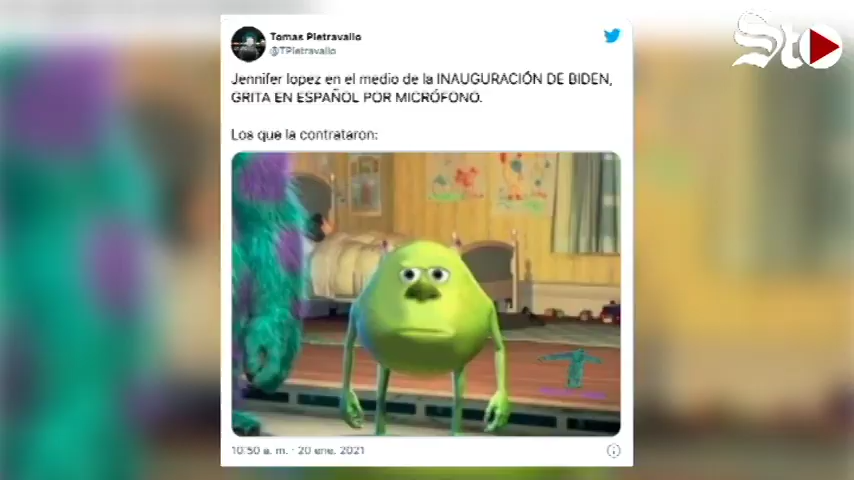 Sto
Tomas Pietravallo
@TPietravallo
Jennifer lopez en el medio de la INAUGURACIÓN DE BIDEN,
GRITA EN ESPAÑOL POR MICRÓFONO.
Los que la contrataron:
10:50 a. m. · 20 ene. 2021